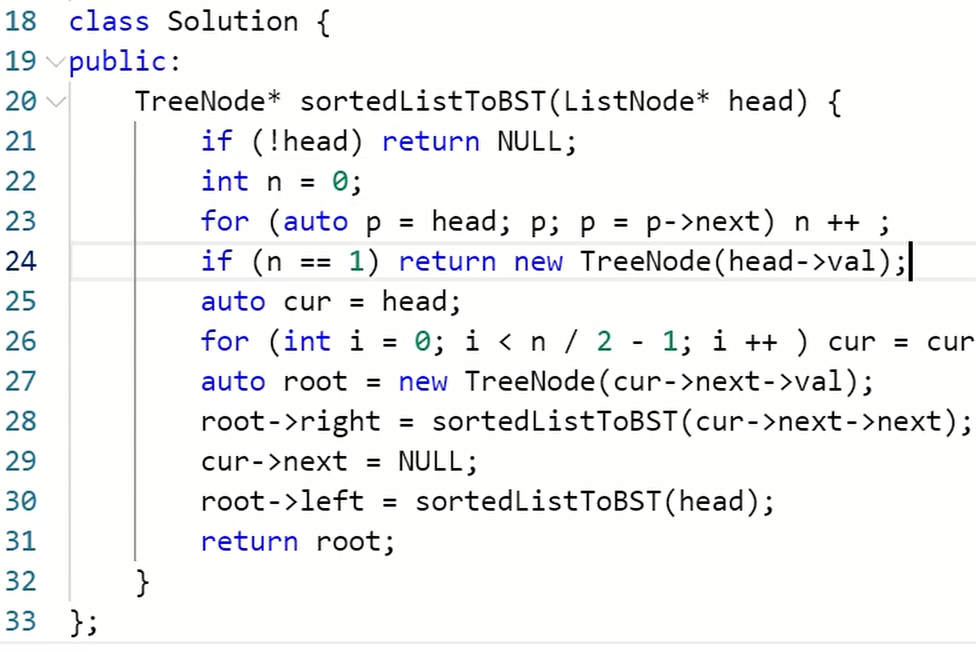 18 class Solution {
19 public:
20     TreeNode* sortedListToBST(ListNode* head) {
21         if (!head) return NULL;
22         int n = 0;
23         for (auto p = head; p; p = p->next) n ++ ;
24         if (n == 1) return new TreeNode(head->val);
25         auto cur = head;
26         for (int i = 0; i < n / 2 - 1; i ++ ) cur = cur
27         auto root = new TreeNode(cur->next->val);
28         root->right = sortedListToBST(cur->next->next);
29         cur->next = NULL;
30         root->left = sortedListToBST(head);
31         return root;
32     }
33 };